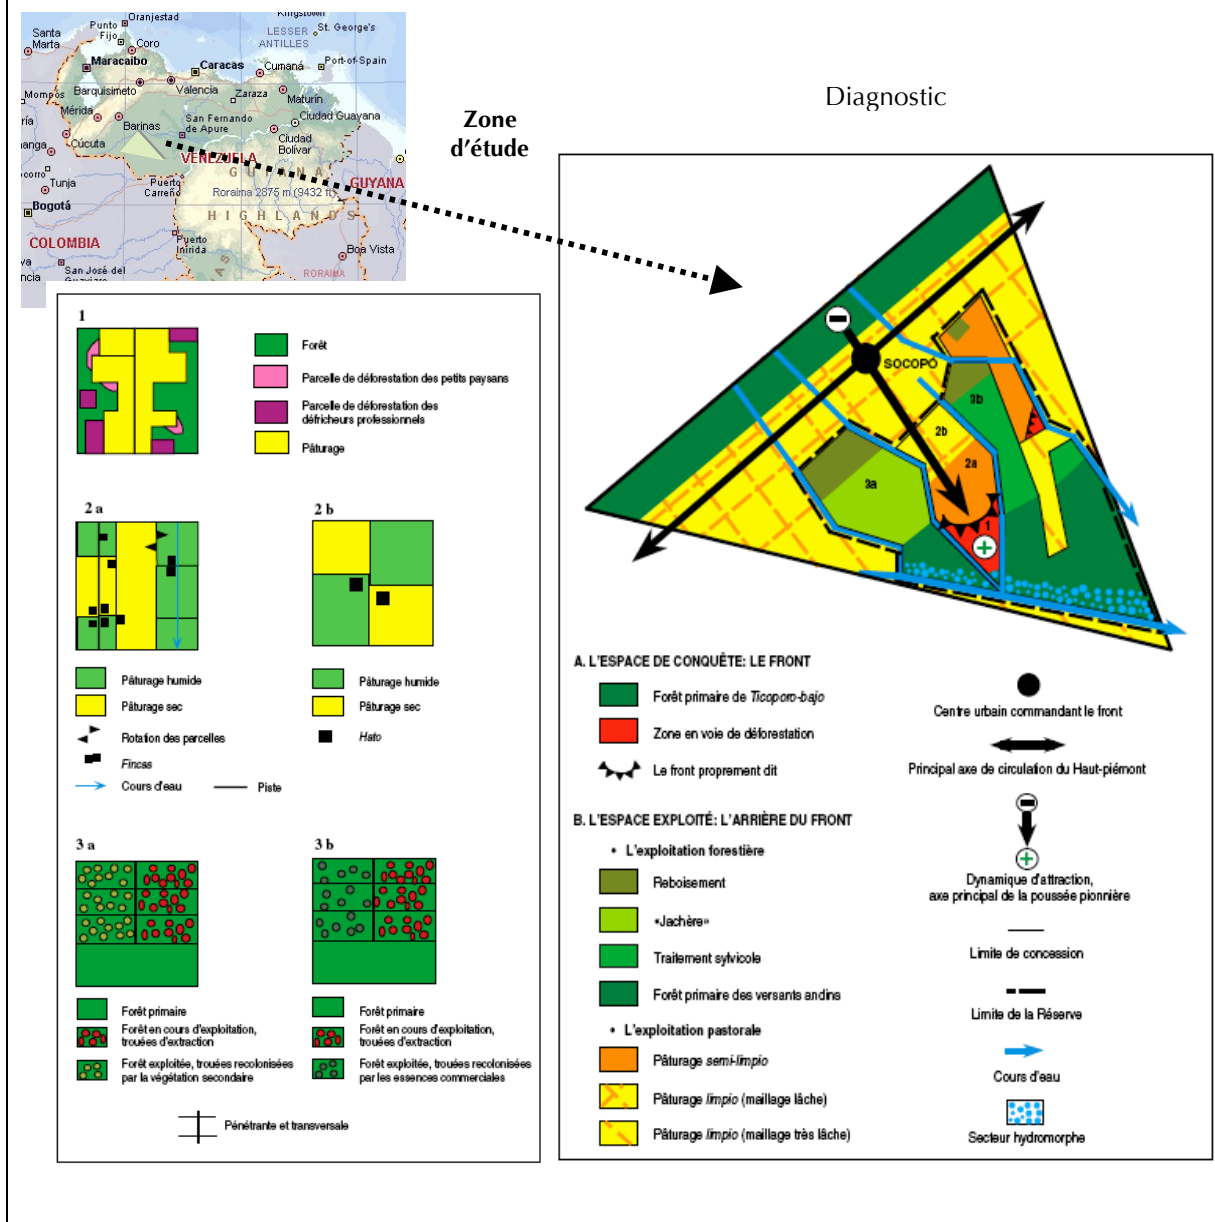 Oranjestad
Kingstown
Santa
Marta
Punto
Fijo
Coro
LESSER
ANTILLES
St. George's
Maracaibo
Caracas
Cumaná
Port-of-Spain
Barquisimeto
Valencia
Zaraza
Maturín
Mompós
Mérida
Barinas
San Fernando
de Apure
Ciudad Guayana
Cúcuta
Ciudad
Bolívar
VENEZUELA
Tunja
Puerto
Carreño
GUIANA
Roraima 2875 m (9432 ft)
GUYANA
Bogotá
HIGHLANDS
COLOMBIA
Puerto
Inírida
Boa Vista
San José del
Guaviare
RORAIMA
Zone
d'étude
Diagnostic
SOCOPÓ
3b
2b
2a
3a
1
1
Forêt
Parcelle de déforestation des petits paysans
Parcelle de déforestation des
défricheurs professionnels
Pâturage
2 a
2 b
Pâturage humide
Pâturage sec
Rotation des parcelles
Fincas
Cours d'eau
Piste
Pâturage humide
Pâturage sec
Hato
3 a
3 b
Forêt primaire
Forêt en cours d'exploitation,
trouées d'extraction
Forêt exploitée, trouées recolonisées
par la végétation secondaire
Forêt primaire
Forêt en cours d'exploitation,
trouées d'extraction
Forêt exploitée, trouées recolonisées
par les essences commerciales
Pénétrante et transversale
A. L'ESPACE DE CONQUÊTE: LE FRONT
Forêt primaire de Ticoporo-bajo
Zone en voie de déforestation
Le front proprement dit
B. L'ESPACE EXPLOITÉ: L'ARRIÈRE DU FRONT
• L'exploitation forestière
Reboisement
«Jachère»
Traitement sylvicole
Forêt primaire des versants andins
• L'exploitation pastorale
Pâturage semi-limpio
Pâturage limpio (maillage lâche)
Pâturage limpio (maillage très lâche)
Centre urbain commandant le front
Principal axe de circulation du Haut-piémont
Dynamique d'attraction,
axe principal de la poussée pionnière
Limite de concession
Limite de la Réserve
Cours d'eau
Secteur hydromorphe